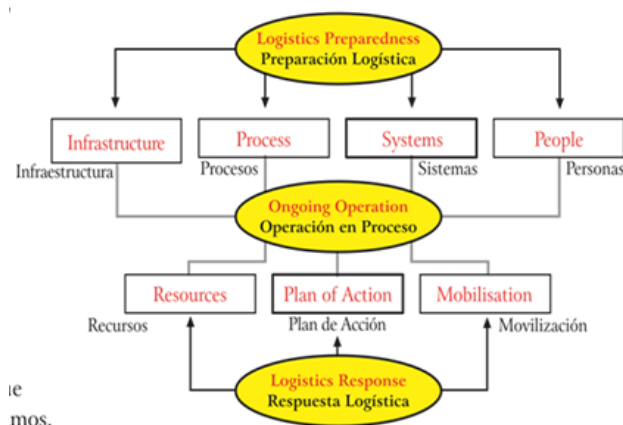 Logistics Preparedness
Preparación Logística
Infrastructure
Process
Systems
People
Infraestructura
Procesos
Sistemas
Personas
Ongoing Operation
Operación en Proceso
Resources
Plan of Action
Mobilisation
Recursos
Plan de Acción
Movilización
Logistics Response
Respuesta Logística
mos.